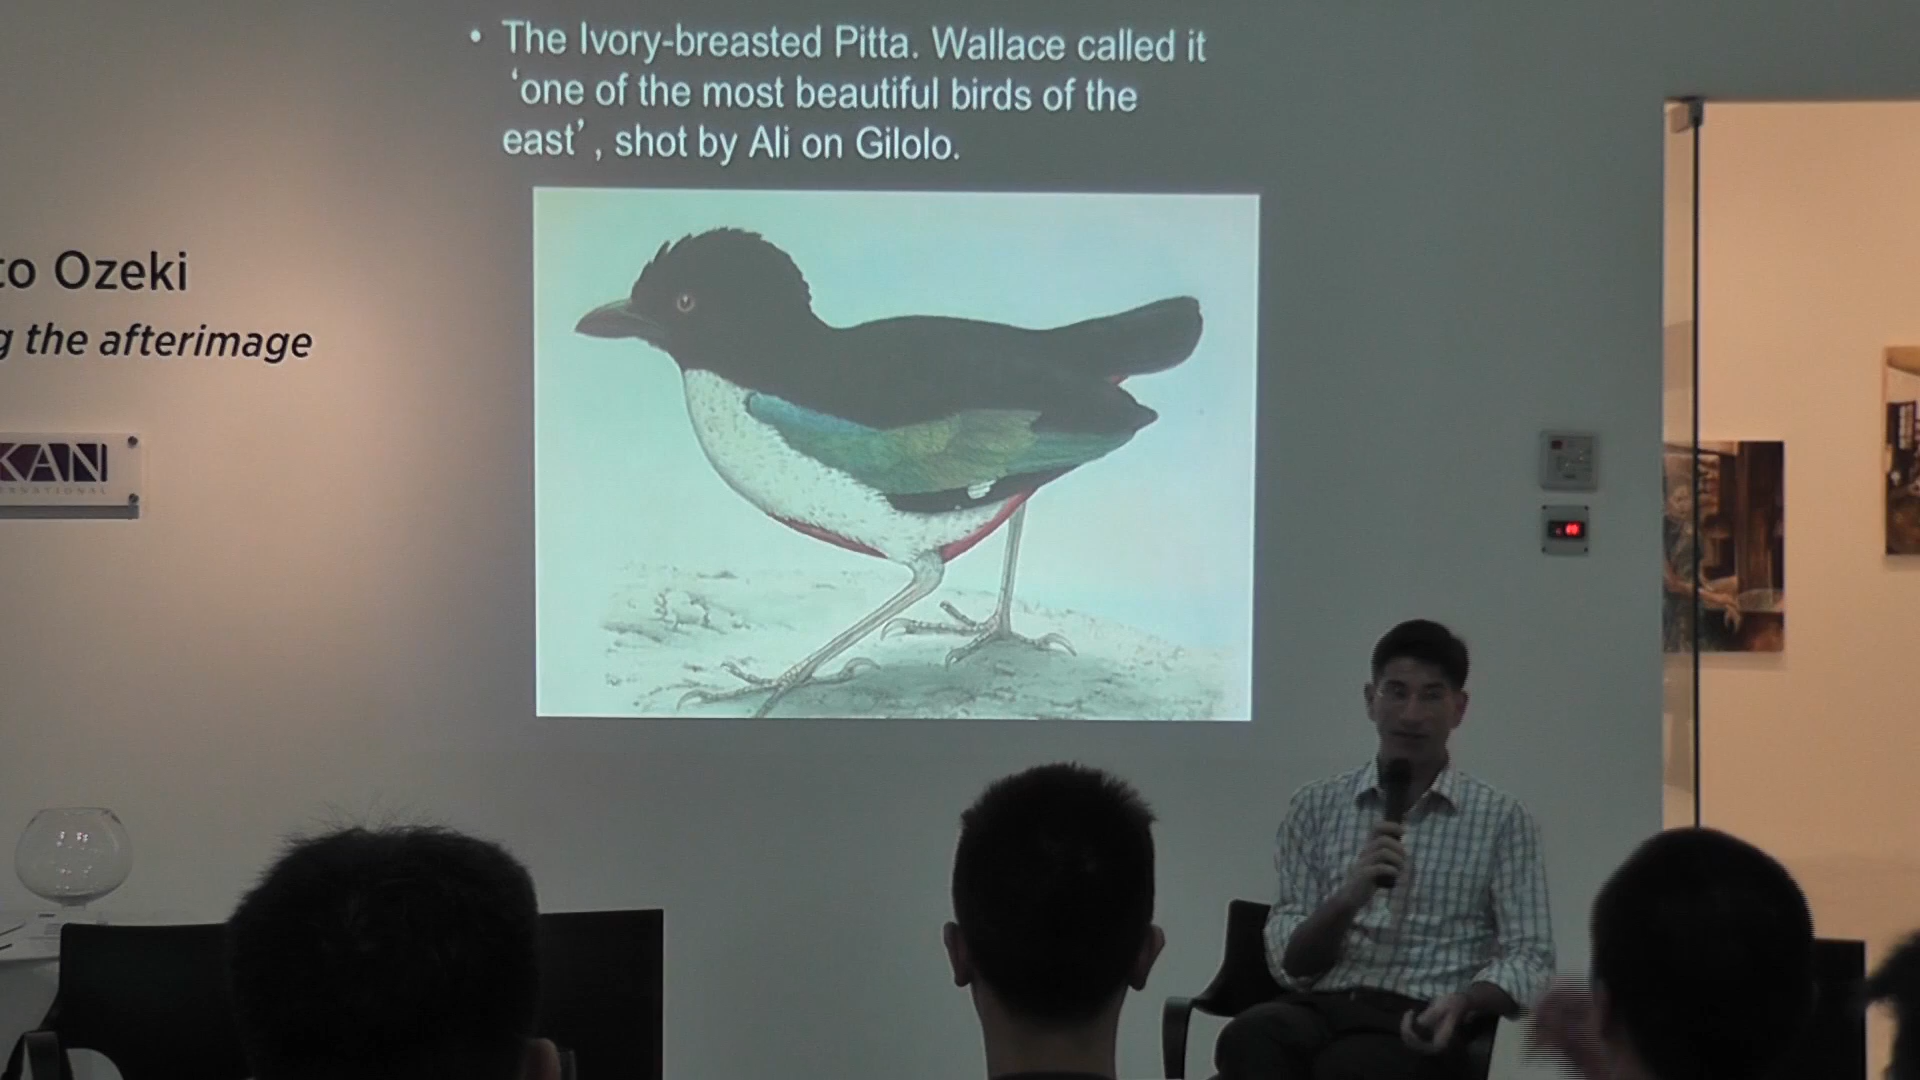 • The Ivory-breasted Pitta. Wallace called it
‘one of the most beautiful birds of the
east’, shot by Ali on Gilolo.
to Ozeki
g the afterimage
KAN
ERNATIONAL